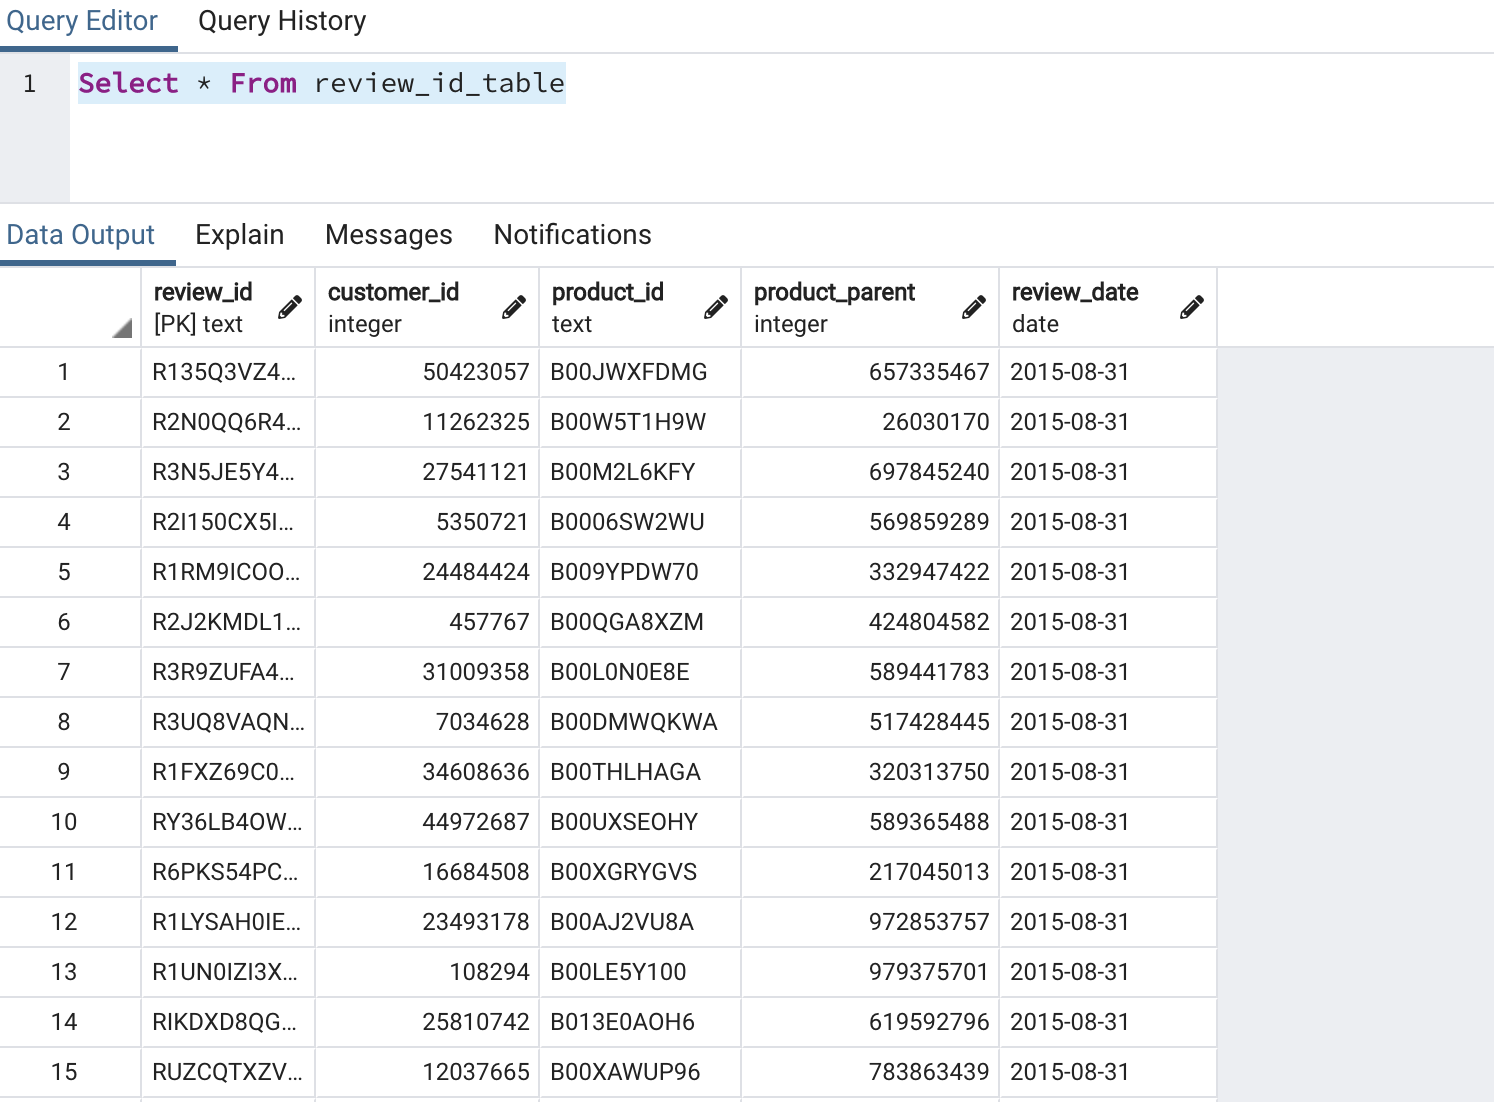 Query Editor Query History
1 Select * From review_id_table
Data Output Explain Messages Notifications
review_id customer_id product_id product_parent review_date
[PK] text integer text integer date
1 R135Q3VZ4... 50423057 B00JWXFDMG 657335467 2015-08-31
2 R2N0QQ6R4... 11262325 B00W5T1H9W 26030170 2015-08-31
3 R3N5JE5Y4... 27541121 B00M2L6KFY 697845240 2015-08-31
4 R2I150CX5I... 5350721 B0006SW2WU 569859289 2015-08-31
5 R1RM9ICOO... 24484424 B009YPDW70 332947422 2015-08-31
6 R2J2KMDL1... 457767 B00QGA8XZM 424804582 2015-08-31
7 R3R9ZUFA4... 31009358 B00L0N0E8E 589441783 2015-08-31
8 R3UQ8VAQN... 7034628 B00DMWQKWA 517428445 2015-08-31
9 R1FXZ69C0... 34608636 B00THLHAGA 320313750 2015-08-31
10 RY36LB4OW... 44972687 B00UXSEOHY 589365488 2015-08-31
11 R6PKS54PC... 16684508 B00XGRYGVS 217045013 2015-08-31
12 R1LYSAH0IE... 23493178 B00AJ2VU8A 972853757 2015-08-31
13 R1UN0IZI3X... 108294 B00LE5Y100 979375701 2015-08-31
14 RIKDXD8QG... 25810742 B013E0AOH6 619592796 2015-08-31
15 RUZCQTXZV... 12037665 B00XAWUP96 783863439 2015-08-31